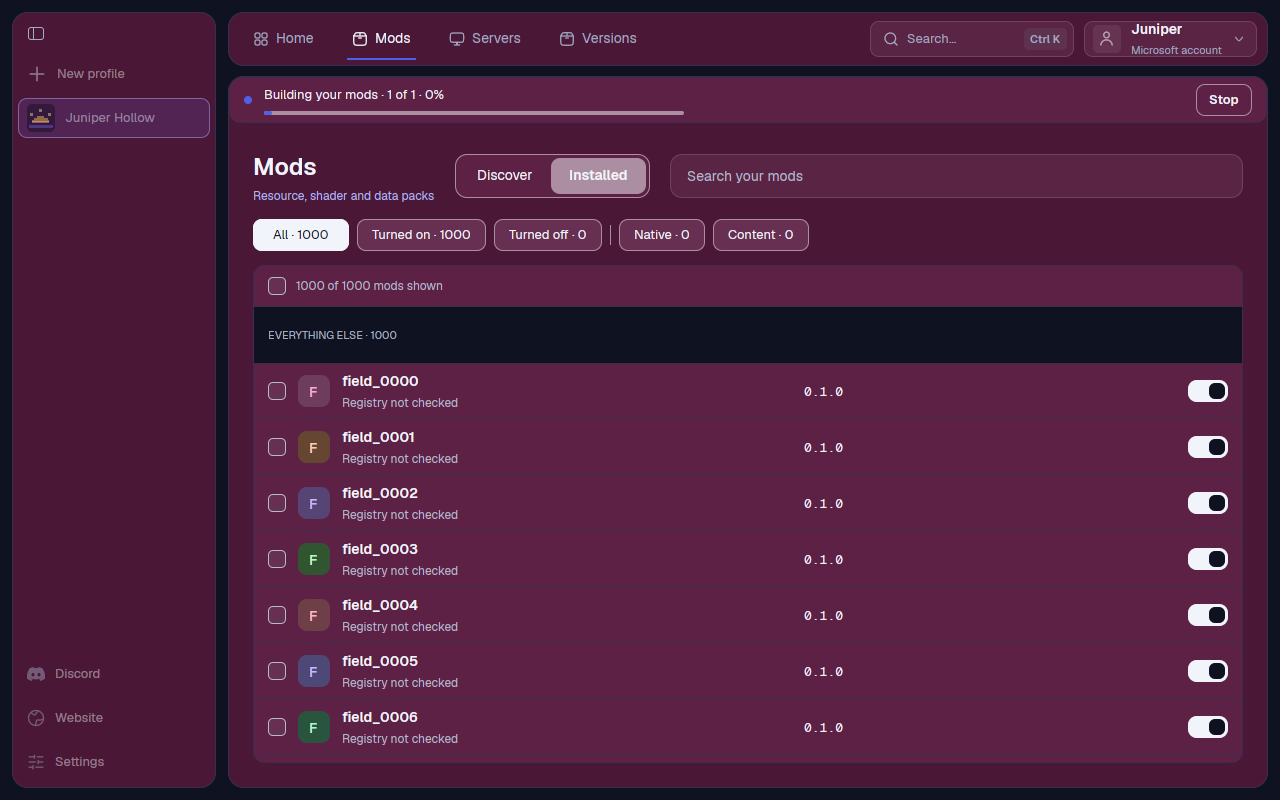 Home
Mods
Servers
Versions
Search...
Ctrl K
Juniper
Microsoft account
New profile
Juniper Hollow
Building your mods · 1 of 1 · 0%
Stop
Mods
Resource, shader and data packs
Discover
Installed
Search your mods
All · 1000
Turned on · 1000
Turned off · 0
Native · 0
Content · 0
1000 of 1000 mods shown
EVERYTHING ELSE · 1000
F
field_0000
Registry not checked
0.1.0
F
field_0001
Registry not checked
0.1.0
F
field_0002
Registry not checked
0.1.0
F
field_0003
Registry not checked
0.1.0
F
field_0004
Registry not checked
0.1.0
F
field_0005
Registry not checked
0.1.0
F
field_0006
Registry not checked
0.1.0
Discord
Website
Settings